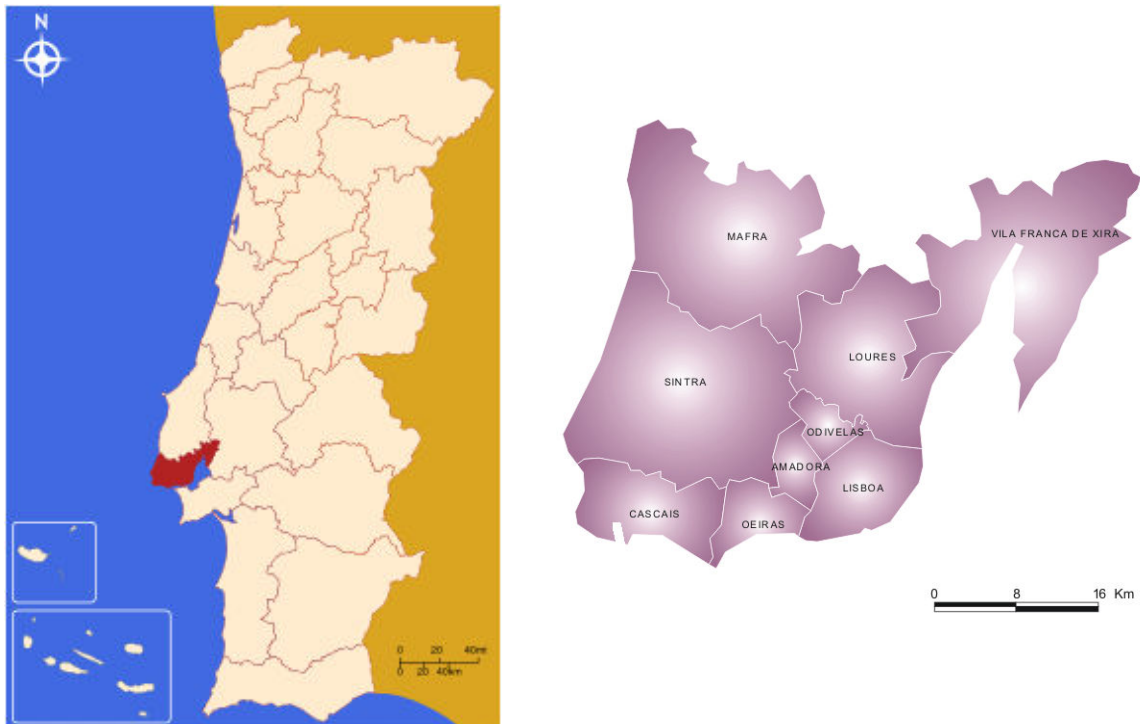 N
0 20 40mi
0 20 40km
MAFRA
VILA FRANCA DE XIRA
LOURES
SINTRA
ODIVELAS
AMADORA
LISBOA
CASCAIS
OEIRAS
0 8 16 Km